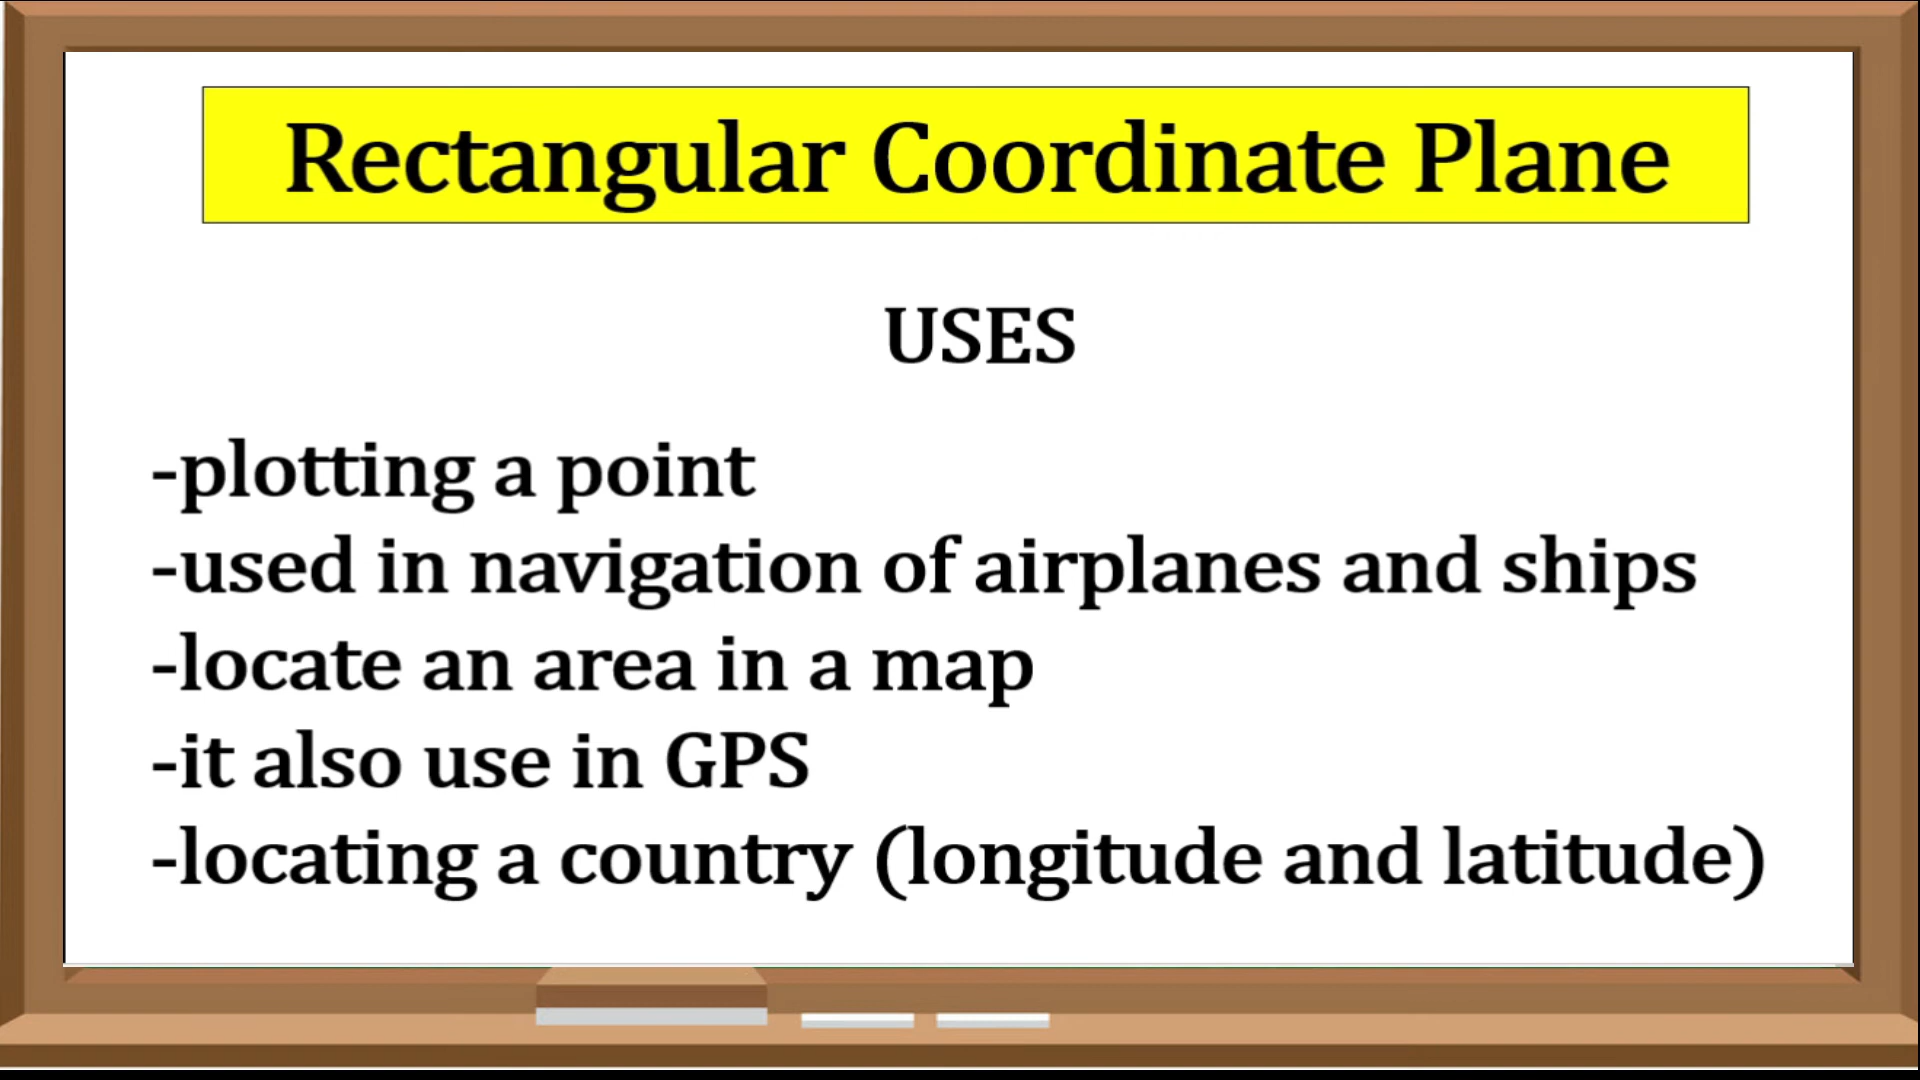 Rectangular Coordinate Plane
USES
-plotting a point
-used in navigation of airplanes and ships
-locate an area in a map
-it also use in GPS
-locating a country (longitude and latitude)